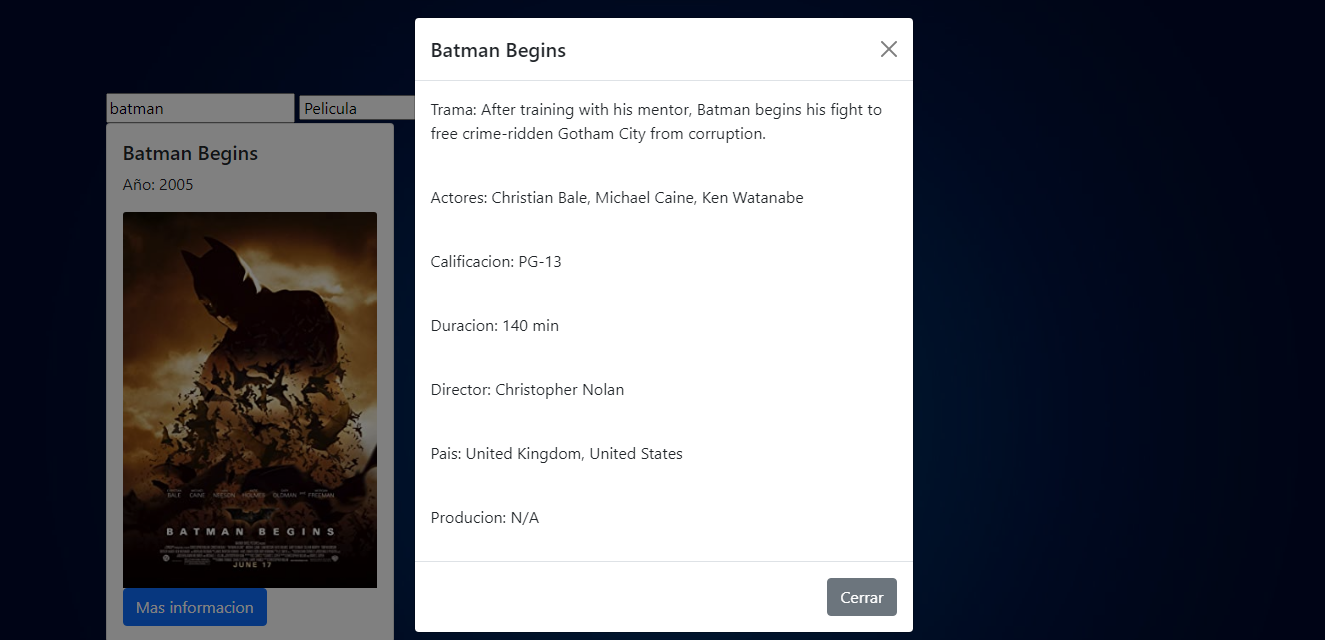 batman
Pelicula
Batman Begins
Año: 2005
BALE CAINE NEESON HOLMES OLDMAN AND FREEMAN
BATMAN BEGINS
JUNE 17
Mas informacion
Batman Begins
Trama: After training with his mentor, Batman begins his fight to
free crime-ridden Gotham City from corruption.
Actores: Christian Bale, Michael Caine, Ken Watanabe
Calificacion: PG-13
Duracion: 140 min
Director: Christopher Nolan
Pais: United Kingdom, United States
Producion: N/A
Cerrar